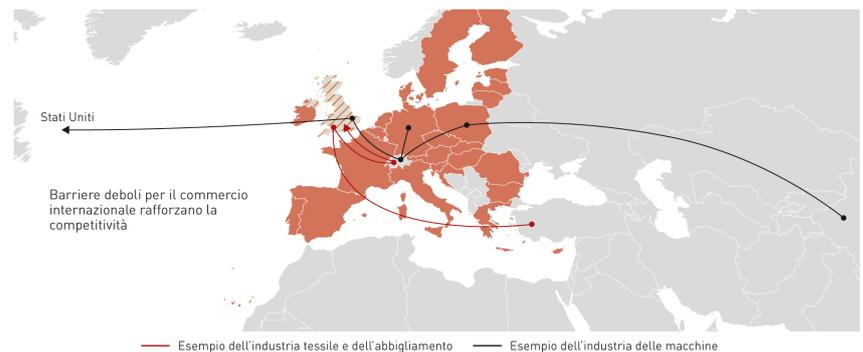 Stati Uniti
Barriere deboli per il commercio
internazionale rafforzano la
competitività
Esempio dell'industria tessile e dell'abbigliamento
Esempio dell'industria delle macchine